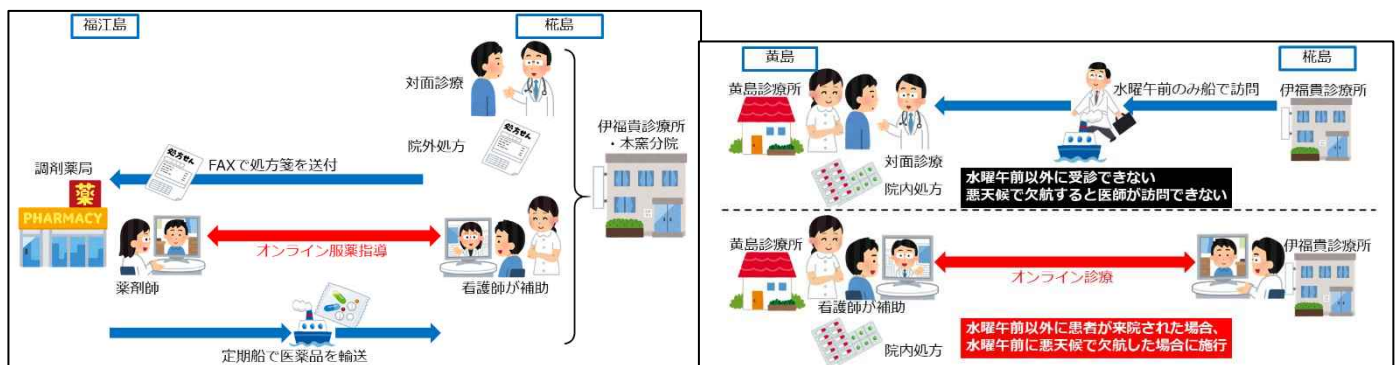 福江島
椛島
対面診療
処方せん
院外処方
伊福貴診療所
・本窯分院
処方せん
FAXで処方箋を送付
調剤薬局
薬
PHARMACY
オンライン服薬指導
薬剤師
看護師が補助
定期船で医薬品を輸送
黄島
椛島
黄島診療所
水曜午前のみ船で訪問
伊福貴診療所
対面診療
院内処方
水曜午前以外に受診できない
悪天候で欠航すると医師が訪問できない
黄島診療所
伊福貴診療所
オンライン診療
看護師が補助
院内処方
水曜午前以外に患者が来院された場合、
水曜午前に悪天候で欠航した場合に施行